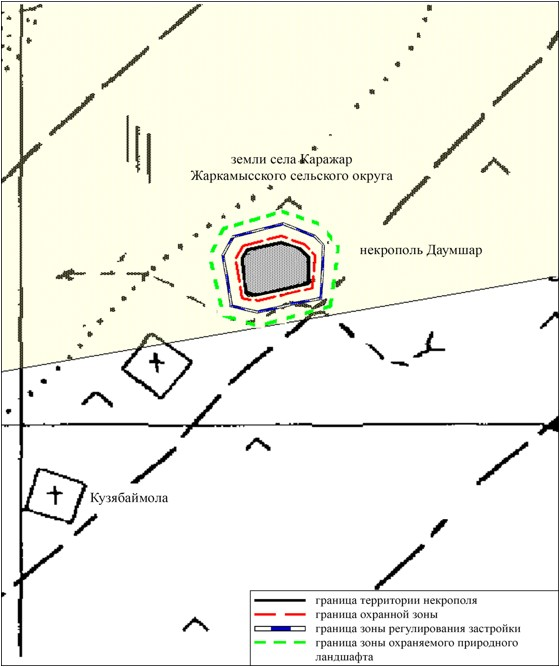 земли села Каражар
Жаркамысского сельского округа
некрополь Даумшар
Кузябаймола
граница территории некрополя
граница охранной зоны
граница зоны регулирования застройки
граница зоны охраняемого природного
ландшафта